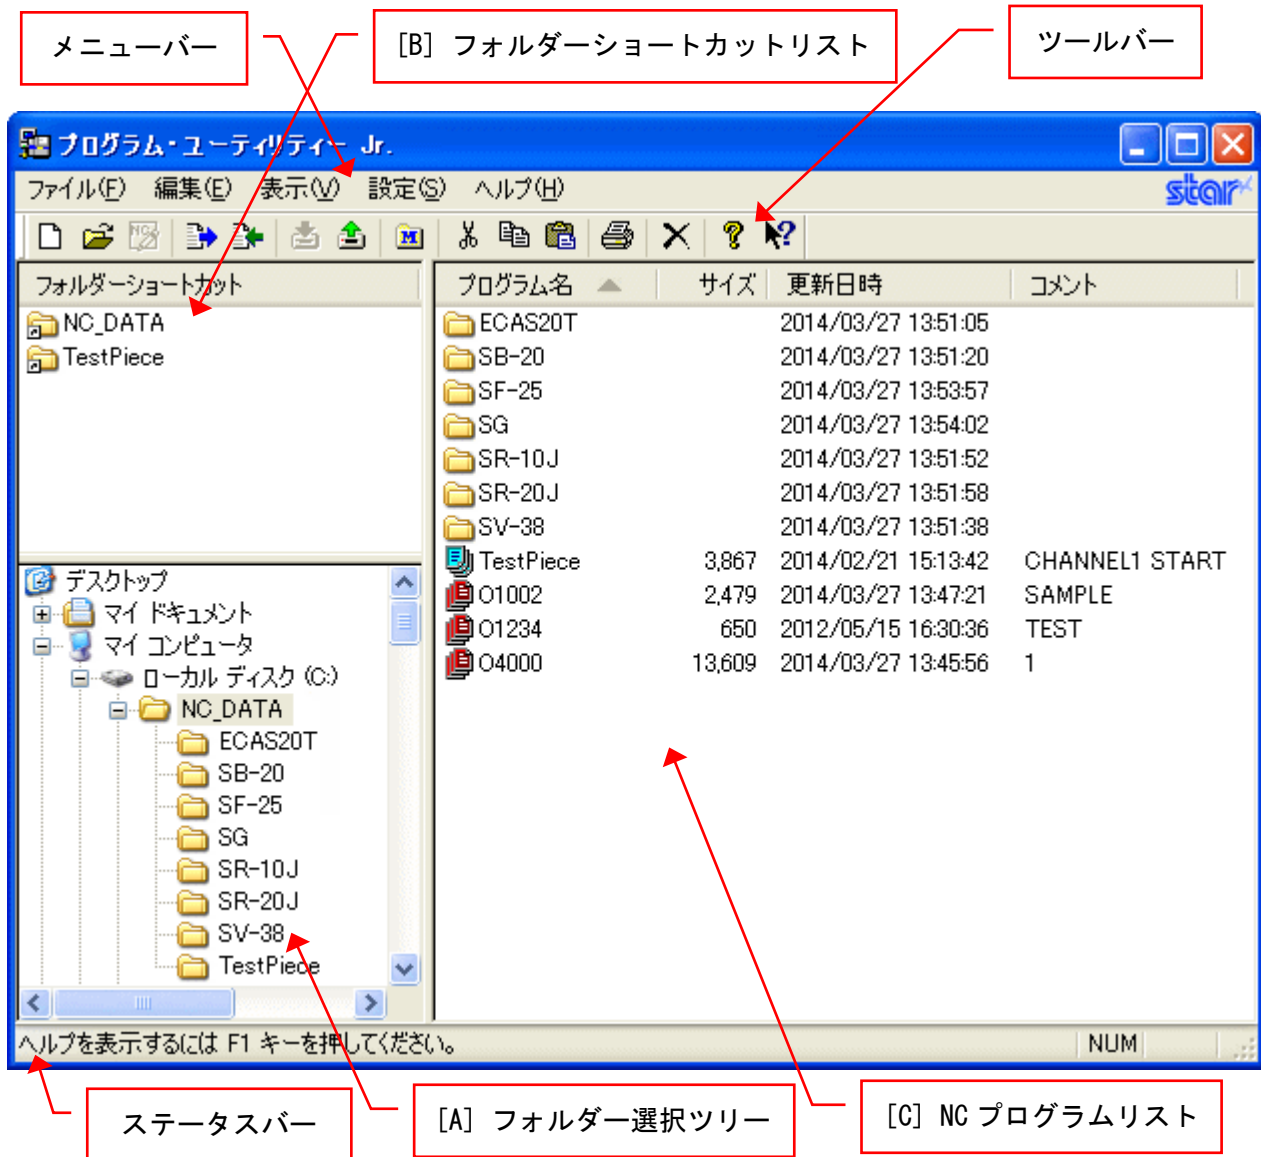 メニューバー
[B] フォルダーショートカットリスト
ツールバー
プログラム・ユーティリティー Jr.
ファイル(F) 編集(E) 表示(V) 設定(S) ヘルプ(H)
star
フォルダーショートカット
NC_DATA
TestPiece
プログラム名 サイズ 更新日時 コメント
ECAS20T 2014/03/27 13:51:05
SB-20 2014/03/27 13:51:20
SF-25 2014/03/27 13:53:57
SG 2014/03/27 13:54:02
SR-10J 2014/03/27 13:51:52
SR-20J 2014/03/27 13:51:58
SV-38 2014/03/27 13:51:38
TestPiece 3,867 2014/02/21 15:13:42 CHANNEL1 START
O1002 2,479 2014/03/27 13:47:21 SAMPLE
O1234 650 2012/05/15 16:30:36 TEST
O4000 13,609 2014/03/27 13:45:56 1
デスクトップ
マイ ドキュメント
マイ コンピュータ
ローカル ディスク (C:)
NC_DATA
ECAS20T
SB-20
SF-25
SG
SR-10J
SR-20J
SV-38
TestPiece
ヘルプを表示するには F1 キーを押してください。
NUM
ステータスバー
[A] フォルダー選択ツリー
[C] NC プログラムリスト